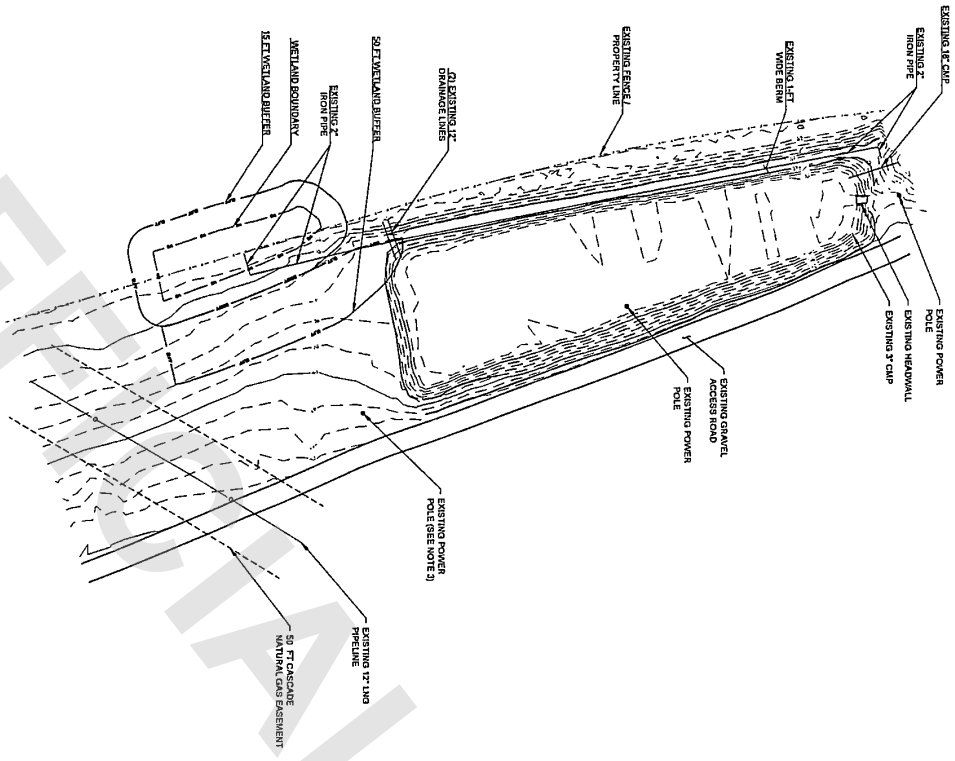 EXISTING 18" CMP
EXISTING 2"
IRON PIPE
EXISTING 1-FT
WIDE BERM
EXISTING FENCE /
PROPERTY LINE
(2) EXISTING 12"
DRAINAGE LINES
50 FT WETLAND BUFFER
EXISTING 2"
IRON PIPE
WETLAND BOUNDARY
15 FT WETLAND BUFFER
EXISTING POWER
POLE
EXISTING HEADWALL
EXISTING 3" CMP
EXISTING GRAVEL
ACCESS ROAD
EXISTING POWER
POLE
EXISTING POWER
POLE (SEE NOTE 3)
EXISTING 12" LNG
PIPELINE
50 FT CASCADE
NATURAL GAS EASEMENT
FFICIAL